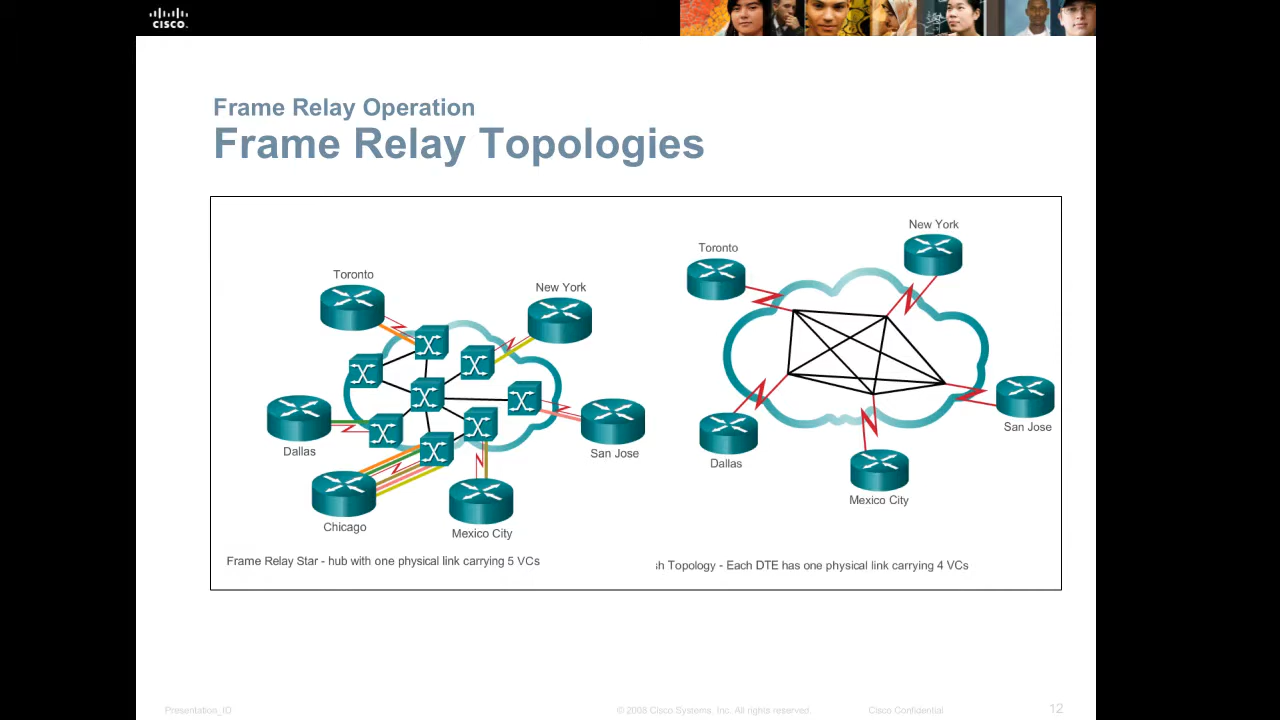 CISCO.
Frame Relay Operation
Frame Relay Topologies
Toronto
New York
Dallas
San Jose
Chicago
Mexico City
Frame Relay Star - hub with one physical link carrying 5 VCs
New York
Toronto
San Jose
Dallas
Mexico City
sh Topology - Each DTE has one physical link carrying 4 VCs
Presentation_ID
© 2008 Cisco Systems, Inc. All rights reserved.
Cisco Confidential
12